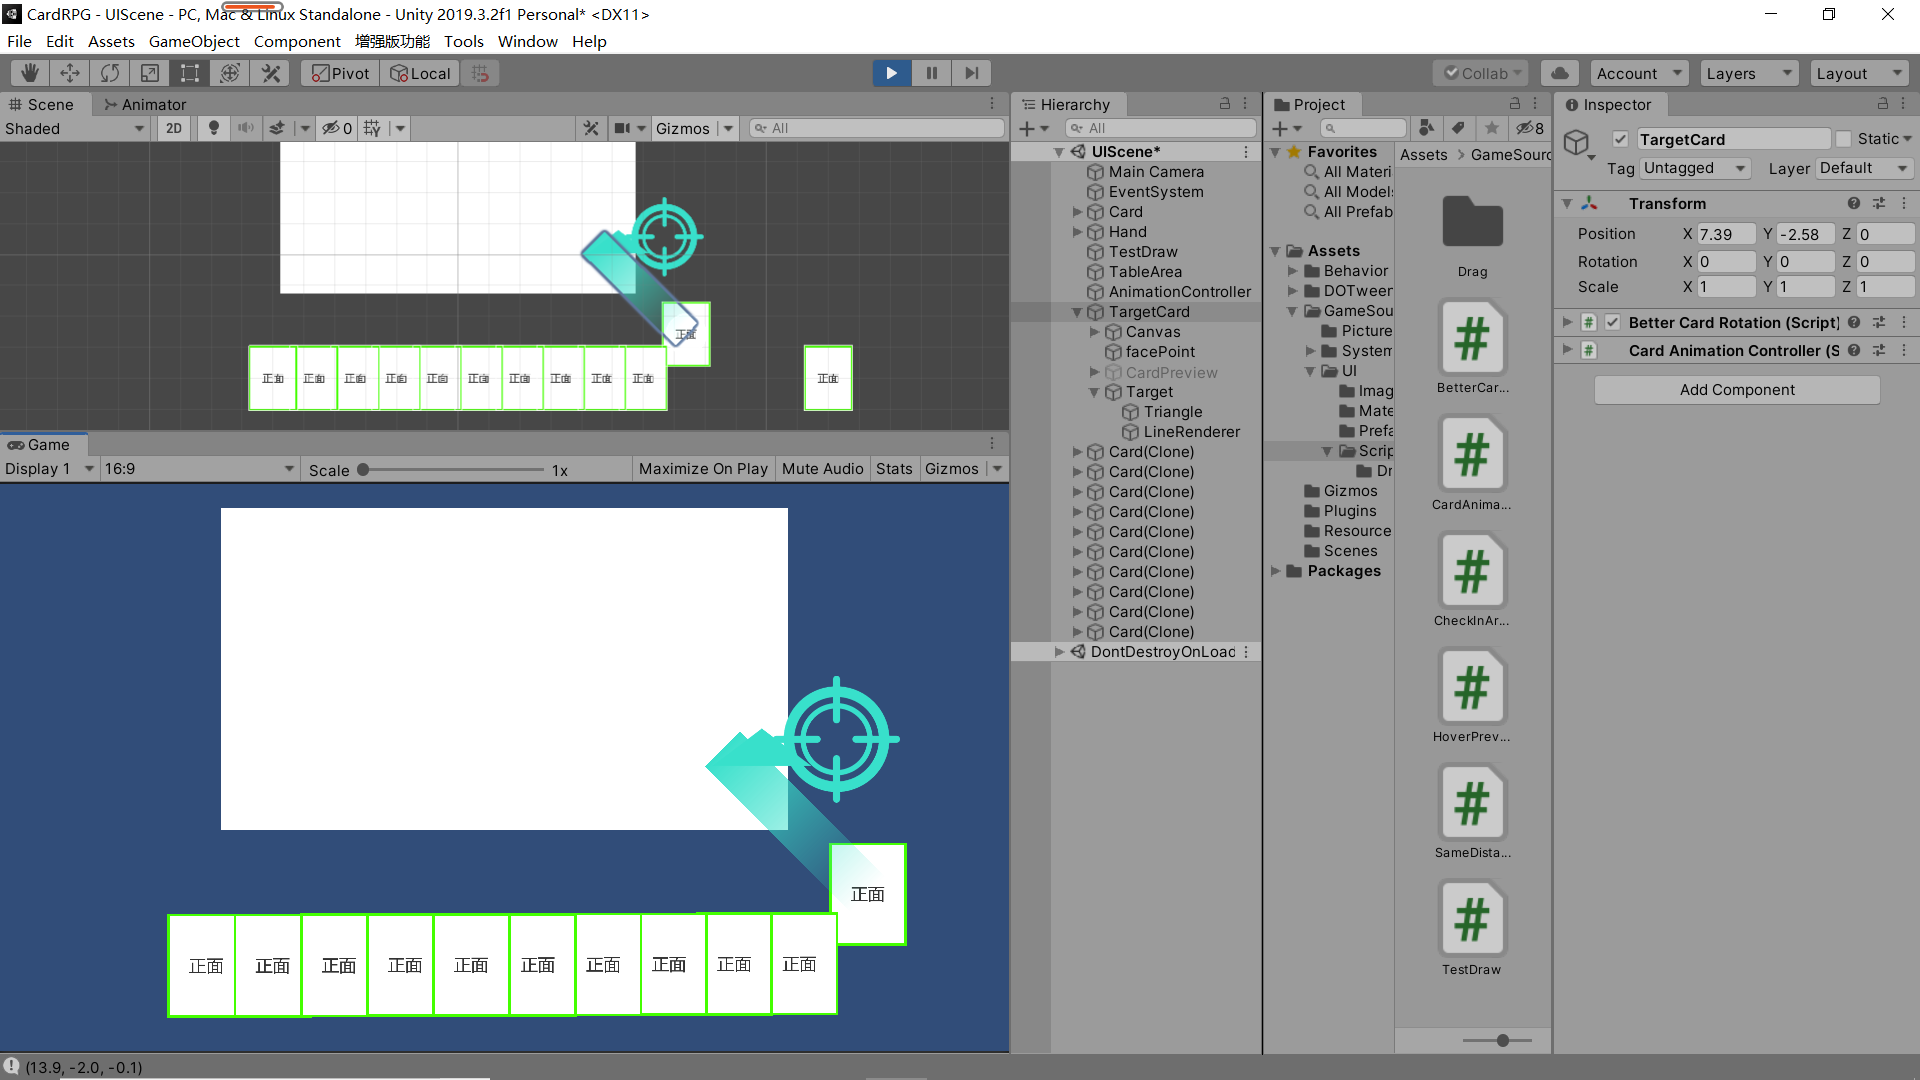 CardRPG - UIScene - PC, Mac & Linux Standalone - Unity 2019.3.2f1 Personal* <DX11>
File Edit Assets GameObject Component 增强版功能 Tools Window Help
Pivot Local Collab Account Layers Layout
Scene Animator
Shaded 2D 0 Gizmos All
正面
正面 正面 正面 正面 正面 正面 正面 正面 正面 正面 正面
Game
Display 1 16:9 Scale 1x Maximize On Play Mute Audio Stats Gizmos
正面
正面 正面 正面 正面 正面 正面 正面 正面 正面 正面
(13.9, -2.0, -0.1)
Hierarchy
All
UIScene*
Main Camera
EventSystem
Card
Hand
TestDraw
TableArea
AnimationController
TargetCard
Canvas
facePoint
CardPreview
Target
Triangle
LineRenderer
Card(Clone)
Card(Clone)
Card(Clone)
Card(Clone)
Card(Clone)
Card(Clone)
Card(Clone)
Card(Clone)
Card(Clone)
Card(Clone)
DontDestroyOnLoad
Project
8
Favorites
All Materi
All Models
All Prefab
Assets
Behavior
DOTween
GameSou
Picture
System
UI
Imag
Mate
Prefa
Scrip
Dr
Gizmos
Plugins
Resource
Scenes
Packages
Assets > GameSourc
Drag
BetterCar...
CardAnima...
CheckInAr...
HoverPrev...
SameDista...
TestDraw
Inspector
TargetCard Static
Tag Untagged Layer Default
Transform
Position X 7.39 Y -2.58 Z 0
Rotation X 0 Y 0 Z 0
Scale X 1 Y 1 Z 1
Better Card Rotation (Script)
Card Animation Controller (S
Add Component